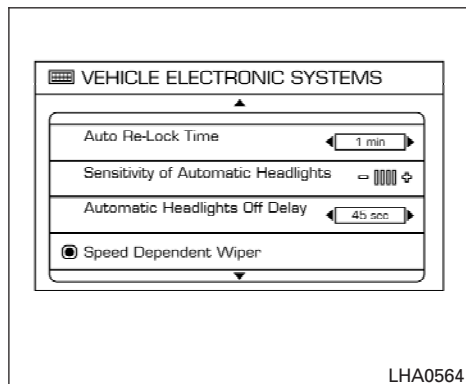 VEHICLE ELECTRONIC SYSTEMS
Auto Re-Lock Time 1 min
Sensitivity of Automatic Headlights - +
Automatic Headlights Off Delay 45 sec
Speed Dependent Wiper
LHA0564